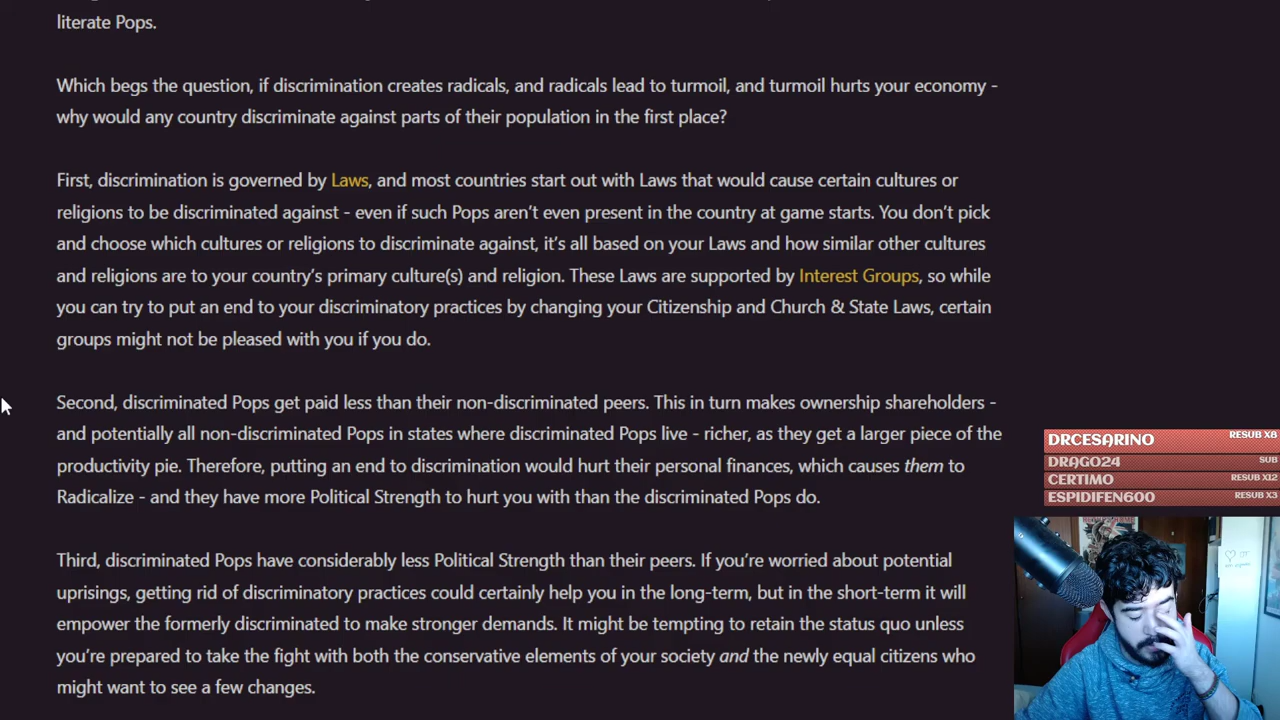 literate Pops.
Which begs the question, if discrimination creates radicals, and radicals lead to turmoil, and turmoil hurts your economy -
why would any country discriminate against parts of their population in the first place?
First, discrimination is governed by Laws, and most countries start out with Laws that would cause certain cultures or
religions to be discriminated against - even if such Pops aren't even present in the country at game starts. You don't pick
and choose which cultures or religions to discriminate against, it's all based on your Laws and how similar other cultures
and religions are to your country's primary culture(s) and religion. These Laws are supported by Interest Groups, so while
you can try to put an end to your discriminatory practices by changing your Citizenship and Church & State Laws, certain
groups might not be pleased with you if you do.
Second, discriminated Pops get paid less than their non-discriminated peers. This in turn makes ownership shareholders -
and potentially all non-discriminated Pops in states where discriminated Pops live - richer, as they get a larger piece of the
productivity pie. Therefore, putting an end to discrimination would hurt their personal finances, which causes them to
Radicalize - and they have more Political Strength to hurt you with than the discriminated Pops do.
Third, discriminated Pops have considerably less Political Strength than their peers. If you're worried about potential
uprisings, getting rid of discriminatory practices could certainly help you in the long-term, but in the short-term it will
empower the formerly discriminated to make stronger demands. It might be tempting to retain the status quo unless
you're prepared to take the fight with both the conservative elements of your society and the newly equal citizens who
might want to see a few changes.
DRCESARINO RESUB X8
DRAGO24 SUB
CERTIMO RESUB X12
ESPIDIFEN600 RESUB X3